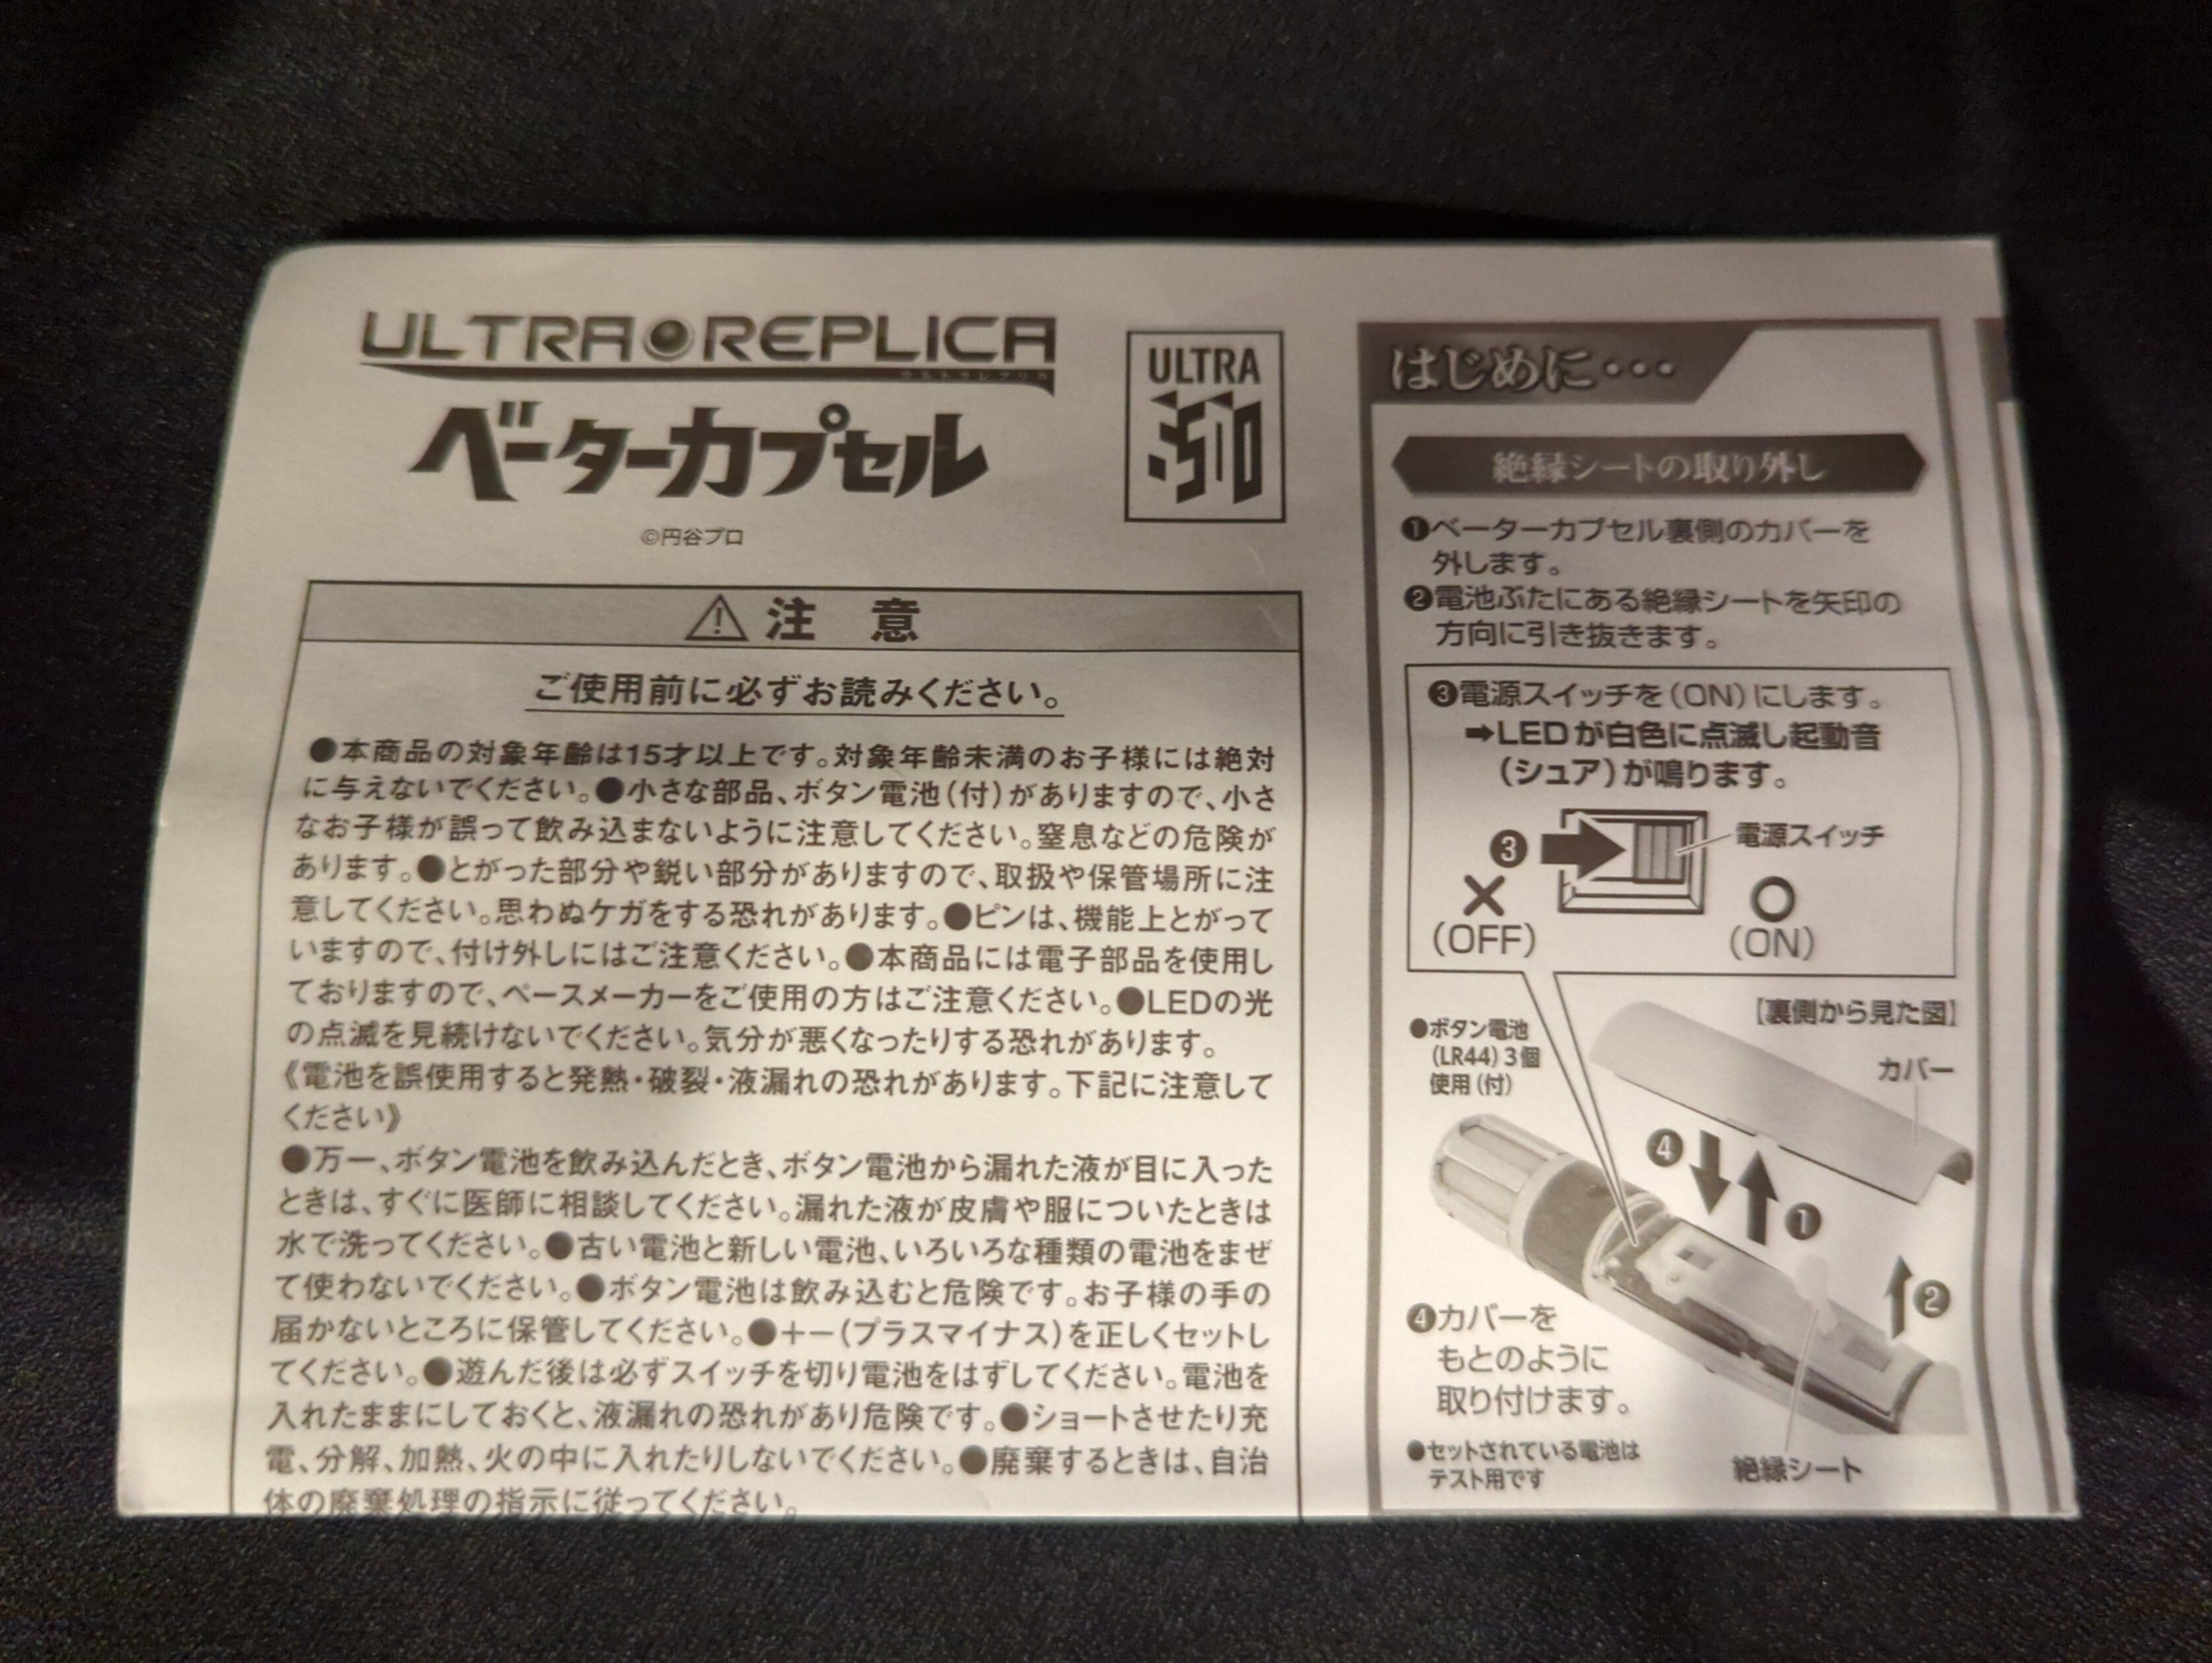 ULTRA REPLICA
ウルトラレプリカ
ベーターカプセル
©円谷プロ
ULTRA
50
注 意
ご使用前に必ずお読みください。
●本商品の対象年齢は15才以上です。対象年齢未満のお子様には絶対
に与えないでください。●小さな部品、ボタン電池(付)がありますので、小さ
なお子様が誤って飲み込まないように注意してください。窒息などの危険が
あります。●とがった部分や鋭い部分がありますので、取扱や保管場所に注
意してください。思わぬケガをする恐れがあります。●ピンは、機能上とがって
いますので、付け外しにはご注意ください。●本商品には電子部品を使用し
ておりますので、ペースメーカーをご使用の方はご注意ください。●LEDの光
の点滅を見続けないでください。気分が悪くなったりする恐れがあります。
《電池を誤使用すると発熱・破裂・液漏れの恐れがあります。下記に注意して
ください》
●万一、ボタン電池を飲み込んだとき、ボタン電池から漏れた液が目に入った
ときは、すぐに医師に相談してください。漏れた液が皮膚や服についたときは
水で洗ってください。●古い電池と新しい電池、いろいろな種類の電池をまぜ
て使わないでください。●ボタン電池は飲み込むと危険です。お子様の手の
届かないところに保管してください。●+−(プラスマイナス)を正しくセットし
てください。●遊んだ後は必ずスイッチを切り電池をはずしてください。電池を
入れたままにしておくと、液漏れの恐れがあり危険です。●ショートさせたり充
電、分解、加熱、火の中に入れたりしないでください。●廃棄するときは、自治
体の廃棄処理の指示に従ってください。
はじめに・・・
絶縁シートの取り外し
❶ベーターカプセル裏側のカバーを
外します。
❷電池ぶたにある絶縁シートを矢印の
方向に引き抜きます。
❸電源スイッチを(ON)にします。
➡LEDが白色に点滅し起動音
(シュア)が鳴ります。
❸
電源スイッチ
×
○
(OFF)
(ON)
【裏側から見た図】
●ボタン電池
(LR44)3個
使用(付)
カバー
❹
❶
❷
❹カバーを
もとのように
取り付けます。
●セットされている電池は
テスト用です
絶縁シート